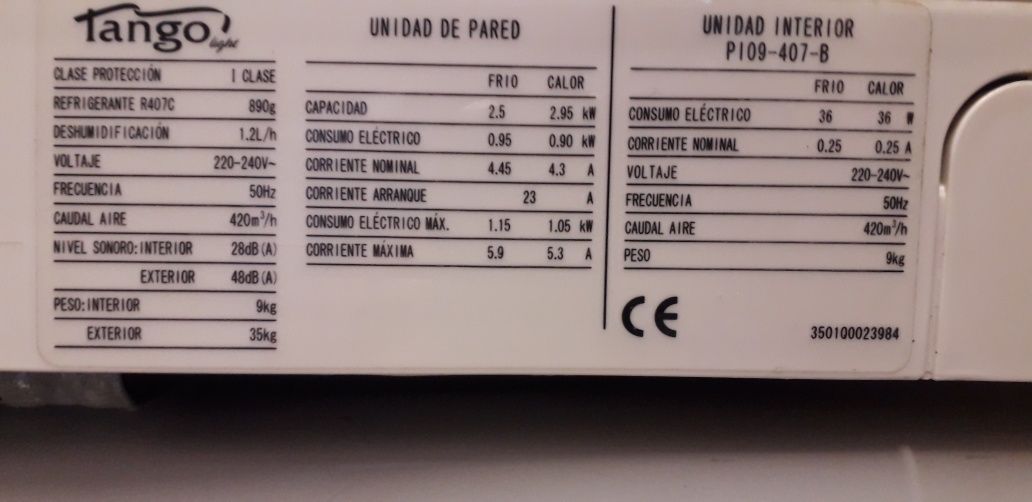 Tango! light
CLASE PROTECCIÓN I CLASE
REFRIGERANTE R407C 890g
DESHUMIDIFICACIÓN 1.2L/h
VOLTAJE 220-240V~
FRECUENCIA 50Hz
CAUDAL AIRE 420m³/h
NIVEL SONORO:INTERIOR 28dB(A)
EXTERIOR 48dB(A)
PESO:INTERIOR 9kg
EXTERIOR 35kg
UNIDAD DE PARED
FRIO CALOR
CAPACIDAD 2.5 2.95 kW
CONSUMO ELÉCTRICO 0.95 0.90 kW
CORRIENTE NOMINAL 4.45 4.3 A
CORRIENTE ARRANQUE 23 A
CONSUMO ELÉCTRICO MÁX. 1.15 1.05 kW
CORRIENTE MÁXIMA 5.9 5.3 A
UNIDAD INTERIOR
PI09-407-B
FRIO CALOR
CONSUMO ELÉCTRICO 36 36 W
CORRIENTE NOMINAL 0.25 0.25 A
VOLTAJE 220-240V~
FRECUENCIA 50Hz
CAUDAL AIRE 420m³/h
PESO 9kg
CE
350100023984